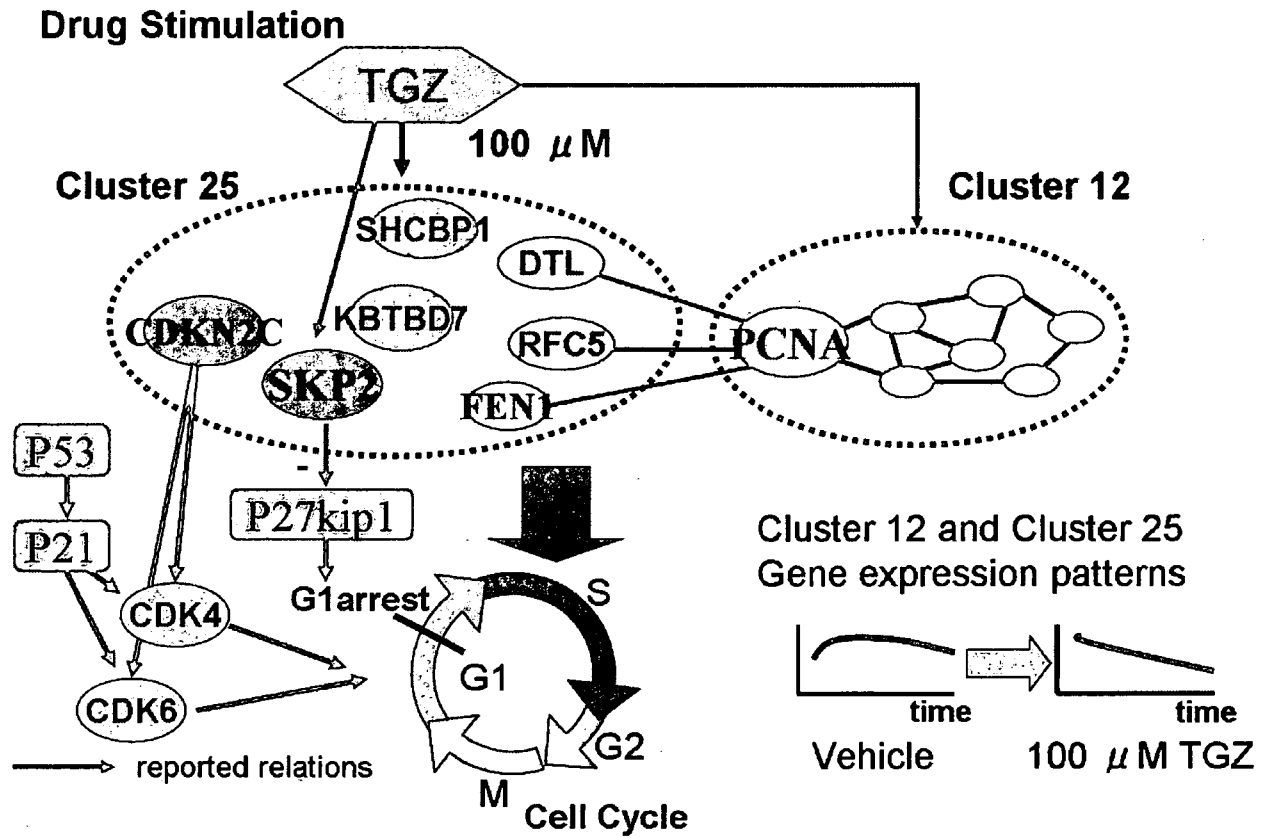 Drug Stimulation
TGZ
100 μM
Cluster 25
Cluster 12
SHCBP1
DTL
CDKN2C
KBTBD7
RFC5
PCNA
SKP2
FEN1
P53
-
P27kip1
P21
Cluster 12 and Cluster 25
Gene expression patterns
G1arrest
S
CDK4
G1
CDK6
G2
time
time
reported relations
Vehicle
100 μM TGZ
M
Cell Cycle